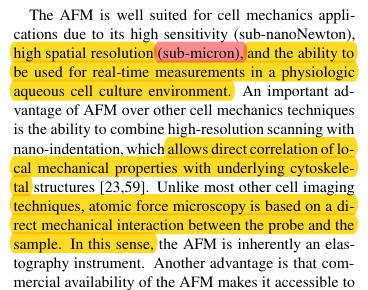 The AFM is well suited for cell mechanics appli-
cations due to its high sensitivity (sub-nanoNewton),
high spatial resolution (sub-micron), and the ability to
be used for real-time measurements in a physiologic
aqueous cell culture environment. An important ad-
vantage of AFM over other cell mechanics techniques
is the ability to combine high-resolution scanning with
nano-indentation, which allows direct correlation of lo-
cal mechanical properties with underlying cytoskele-
tal structures [23,59]. Unlike most other cell imaging
techniques, atomic force microscopy is based on a di-
rect mechanical interaction between the probe and the
sample. In this sense, the AFM is inherently an elas-
tography instrument. Another advantage is that com-
mercial availability of the AFM makes it accessible to